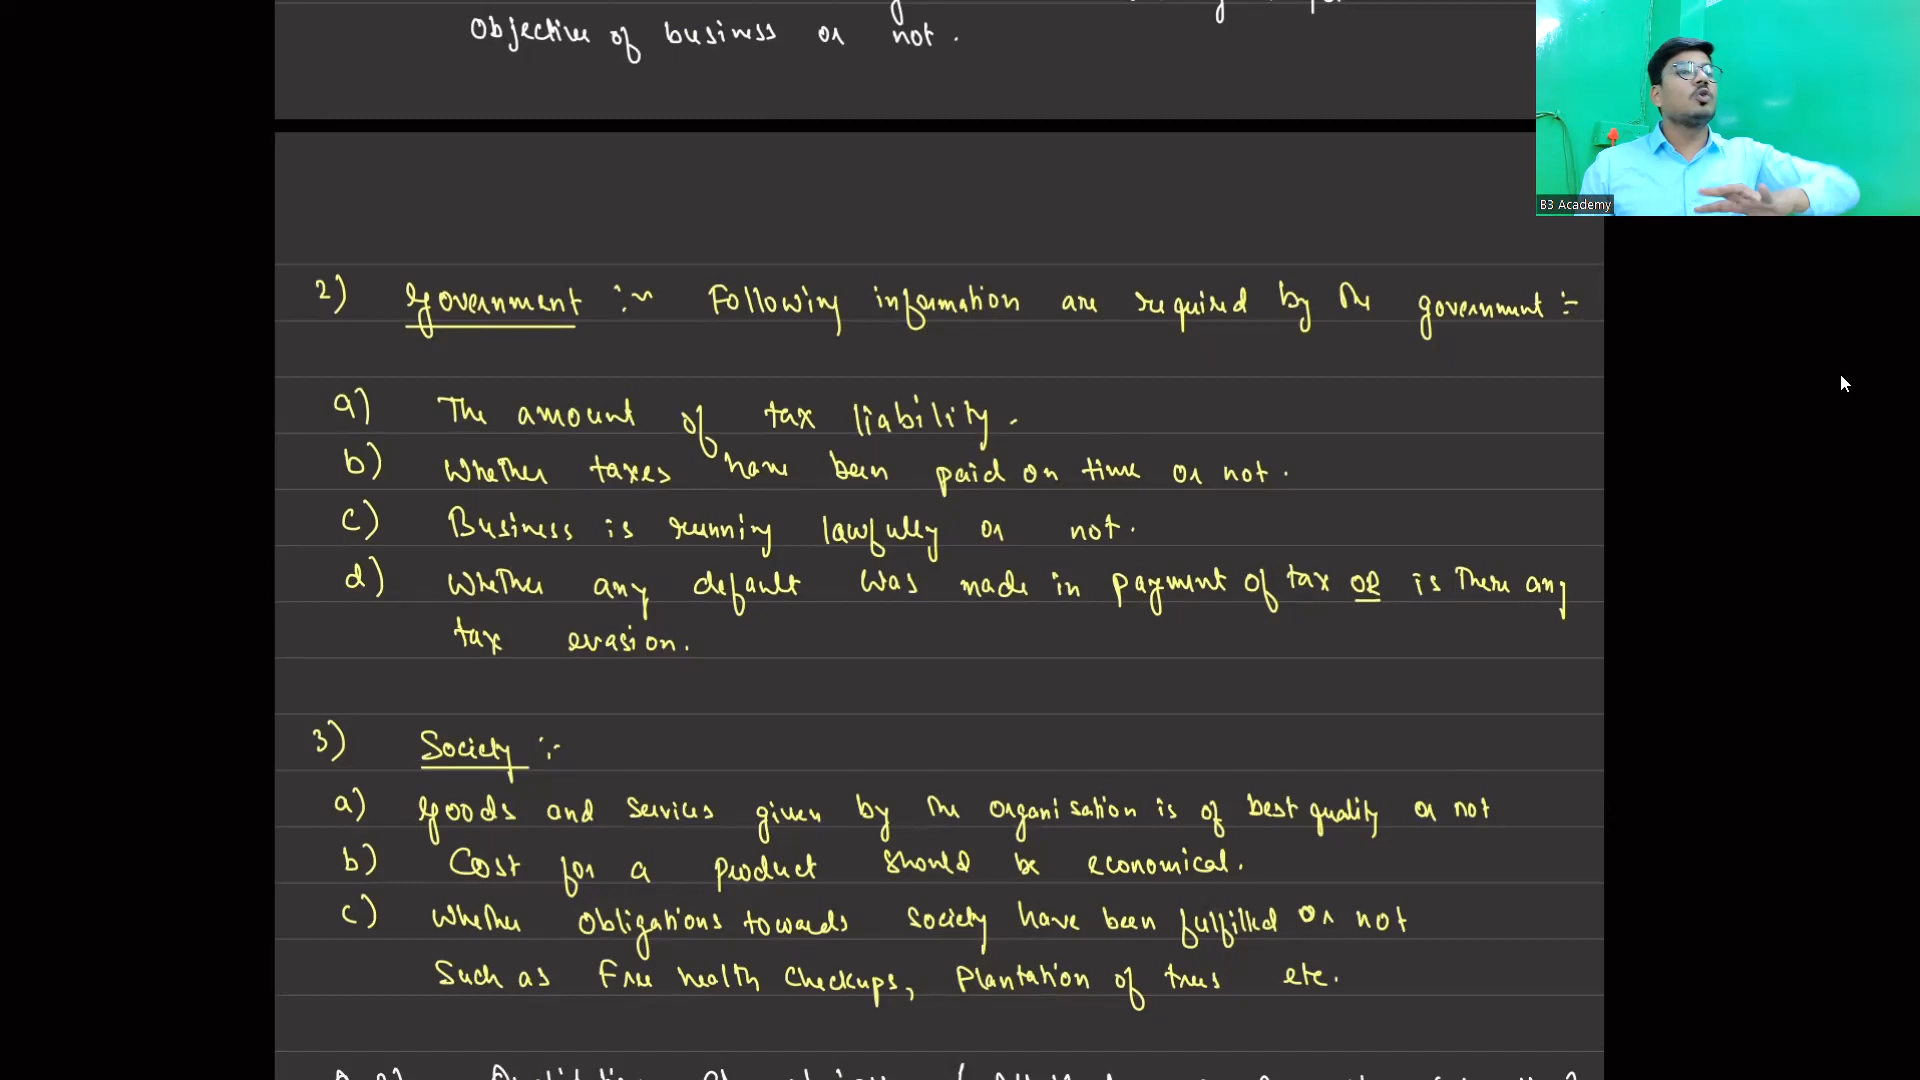 Objective of business or not.
B3 Academy
2) Government :- Following information are required by the government :-
a) The amount of tax liability.
b) Whether taxes have been paid on time or not.
c) Business is running lawfully or not.
d) Whether any default was made in payment of tax OR is there any
tax evasion.
3) Society :-
a) Goods and services given by the organisation is of best quality or not
b) Cost for a product should be economical.
c) Whether obligations towards society have been fulfilled or not
Such as Free health checkups, Plantation of trees etc.